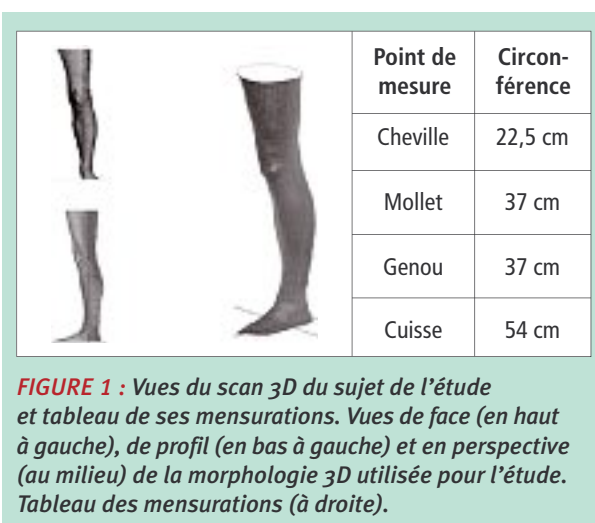 Point de mesure Circon-férence
Cheville 22,5 cm
Mollet 37 cm
Genou 37 cm
Cuisse 54 cm
FIGURE 1 : Vues du scan 3D du sujet de l'étude
et tableau de ses mensurations. Vues de face (en haut
à gauche), de profil (en bas à gauche) et en perspective
(au milieu) de la morphologie 3D utilisée pour l'étude.
Tableau des mensurations (à droite).